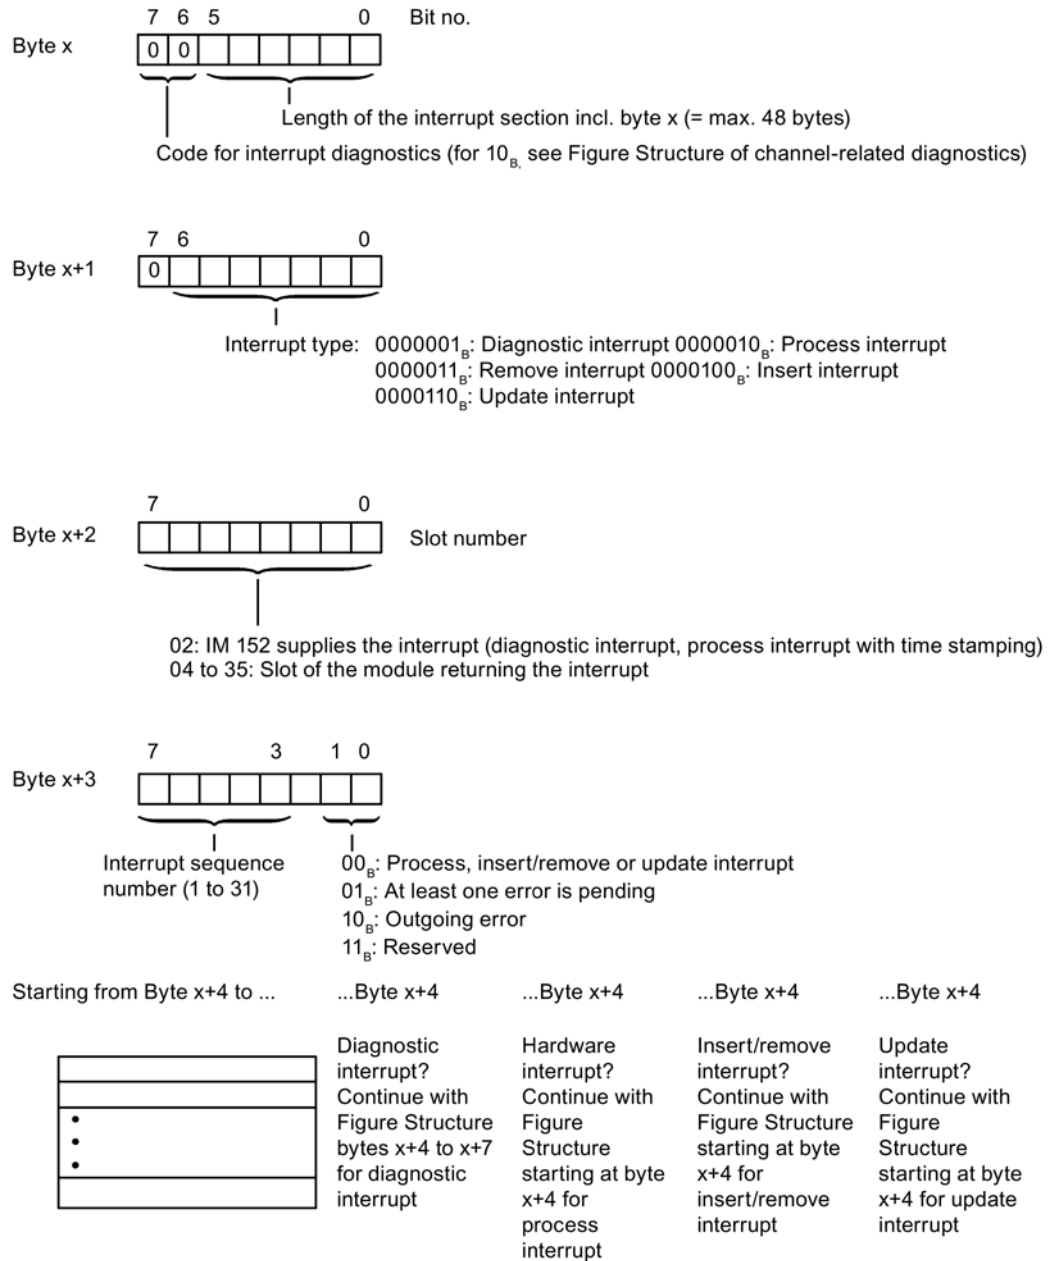 7 6 5 0 Bit no.
Byte x 0 0
Length of the interrupt section incl. byte x (= max. 48 bytes)
Code for interrupt diagnostics (for 10B, see Figure Structure of channel-related diagnostics)
7 6 0
Byte x+1 0
Interrupt type: 0000001B: Diagnostic interrupt 0000010B: Process interrupt
0000011B: Remove interrupt 0000100B: Insert interrupt
0000110B: Update interrupt
7 0
Byte x+2 Slot number
02: IM 152 supplies the interrupt (diagnostic interrupt, process interrupt with time stamping)
04 to 35: Slot of the module returning the interrupt
7 3 1 0
Byte x+3
Interrupt sequence
number (1 to 31)
00B: Process, insert/remove or update interrupt
01B: At least one error is pending
10B: Outgoing error
11B: Reserved
Starting from Byte x+4 to ...
...Byte x+4
Diagnostic
interrupt?
Continue with
Figure Structure
bytes x+4 to x+7
for diagnostic
interrupt
...Byte x+4
Hardware
interrupt?
Continue with
Figure
Structure
starting at byte
x+4 for
process
interrupt
...Byte x+4
Insert/remove
interrupt?
Continue with
Figure Structure
starting at byte
x+4 for
insert/remove
interrupt
...Byte x+4
Update
interrupt?
Continue with
Figure
Structure
starting at byte
x+4 for update
interrupt